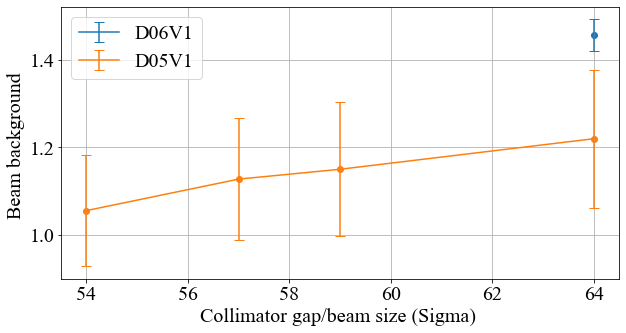 D06V1
D05V1
Beam background
1.4
1.2
1.0
54 56 58 60 62 64
Collimator gap/beam size (Sigma)